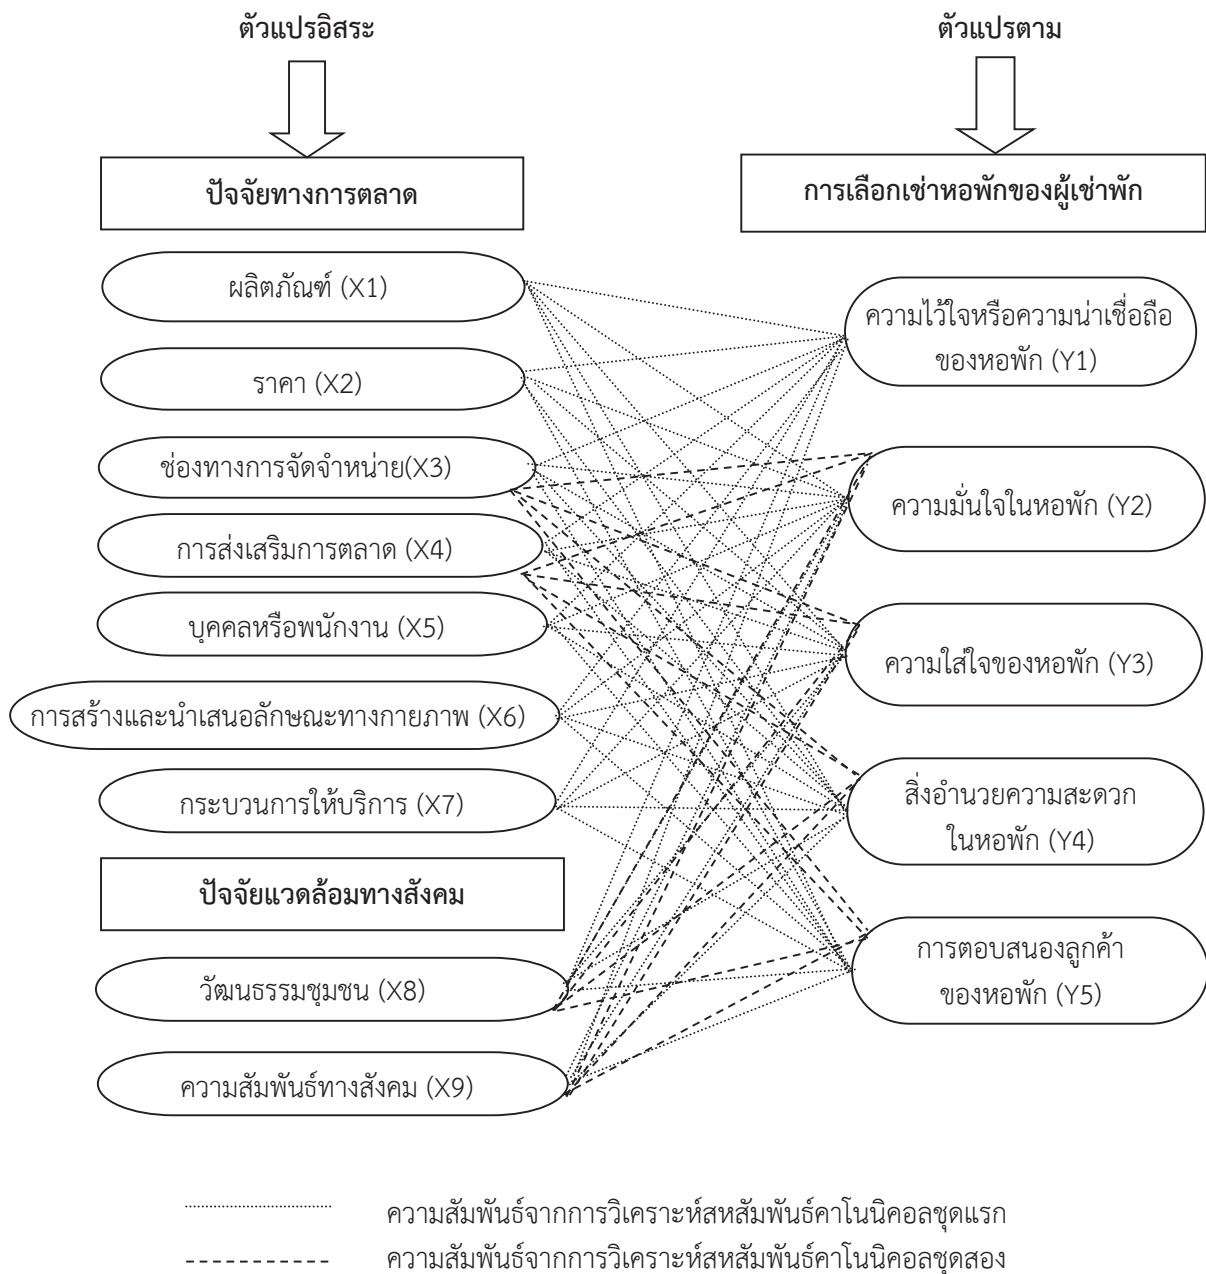 ตัวแปรอิสระ
ตัวแปรตาม
ปัจจัยทางการตลาด
การเลือกเช่าหอพักของผู้เช่าพัก
ผลิตภัณฑ์ (X1)
ราคา (X2)
ช่องทางการจัดจำหน่าย(X3)
การส่งเสริมการตลาด (X4)
บุคคลหรือพนักงาน (X5)
การสร้างและนำเสนอลักษณะทางกายภาพ (X6)
กระบวนการให้บริการ (X7)
ปัจจัยแวดล้อมทางสังคม
วัฒนธรรมชุมชน (X8)
ความสัมพันธ์ทางสังคม (X9)
ความไว้ใจหรือความน่าเชื่อถือ
ของหอพัก (Y1)
ความมั่นใจในหอพัก (Y2)
ความใส่ใจของหอพัก (Y3)
สิ่งอำนวยความสะดวก
ในหอพัก (Y4)
การตอบสนองลูกค้า
ของหอพัก (Y5)
ความสัมพันธ์จากการวิเคราะห์สหสัมพันธ์คาโนนิคอลชุดแรก
ความสัมพันธ์จากการวิเคราะห์สหสัมพันธ์คาโนนิคอลชุดสอง